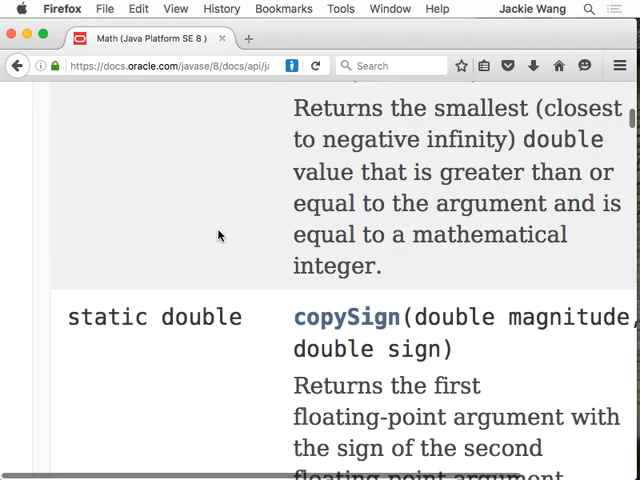 Firefox File Edit View History Bookmarks Tools Window Help Jackie Wang
Math (Java Platform SE 8 )
https://docs.oracle.com/javase/8/docs/api/ja Search
Returns the smallest (closest
to negative infinity) double
value that is greater than or
equal to the argument and is
equal to a mathematical
integer.
static double copySign(double magnitude,
double sign)
Returns the first
floating-point argument with
the sign of the second
floating-point argument